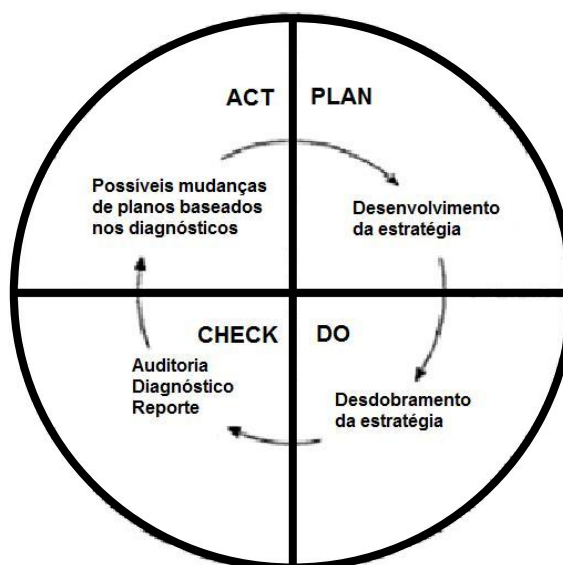 ACT
PLAN
Possíveis mudanças
de planos baseados
nos diagnósticos
Desenvolvimento
da estratégia
CHECK
DO
Auditoria
Diagnóstico
Reporte
Desdobramento
da estratégia